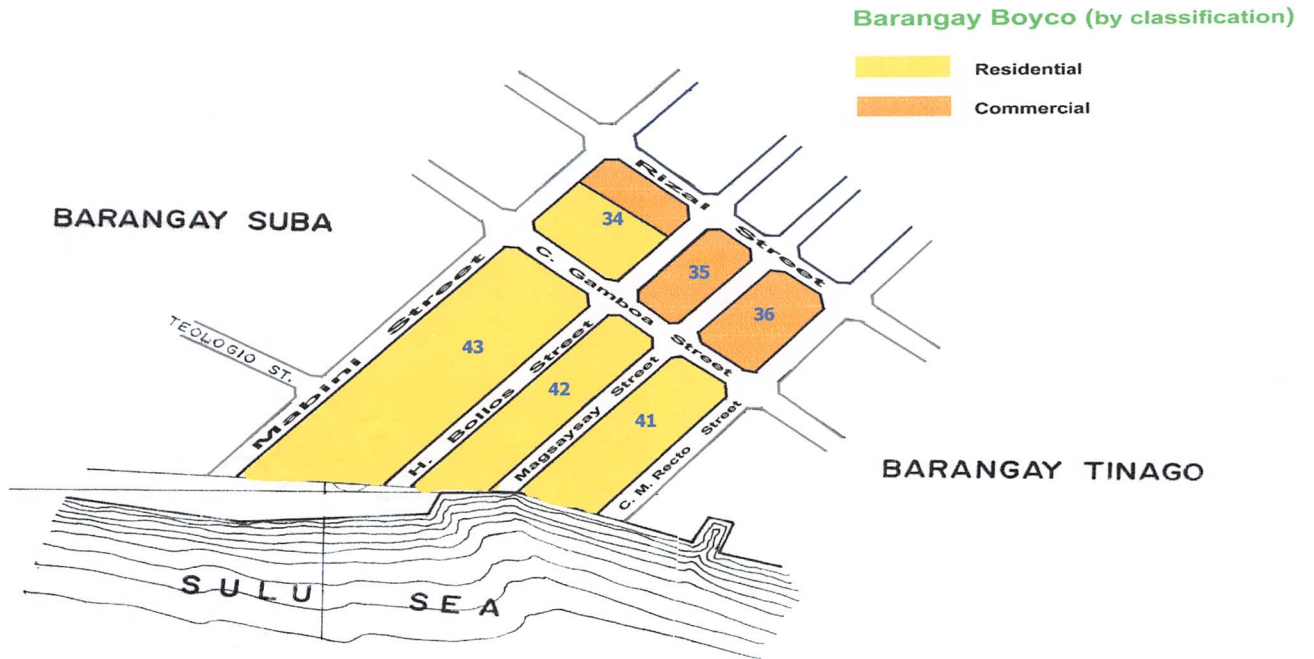 Barangay Boyco (by classification)
Residential
Commercial
BARANGAY SUBA
Rizal Street
34
35
36
C. Gamboa Street
TEOLOGIO ST.
Mabini Street
43
H. Bollos Street
42
Magsaysay Street
41
C. M. Recto Street
BARANGAY TINAGO
SULU SEA